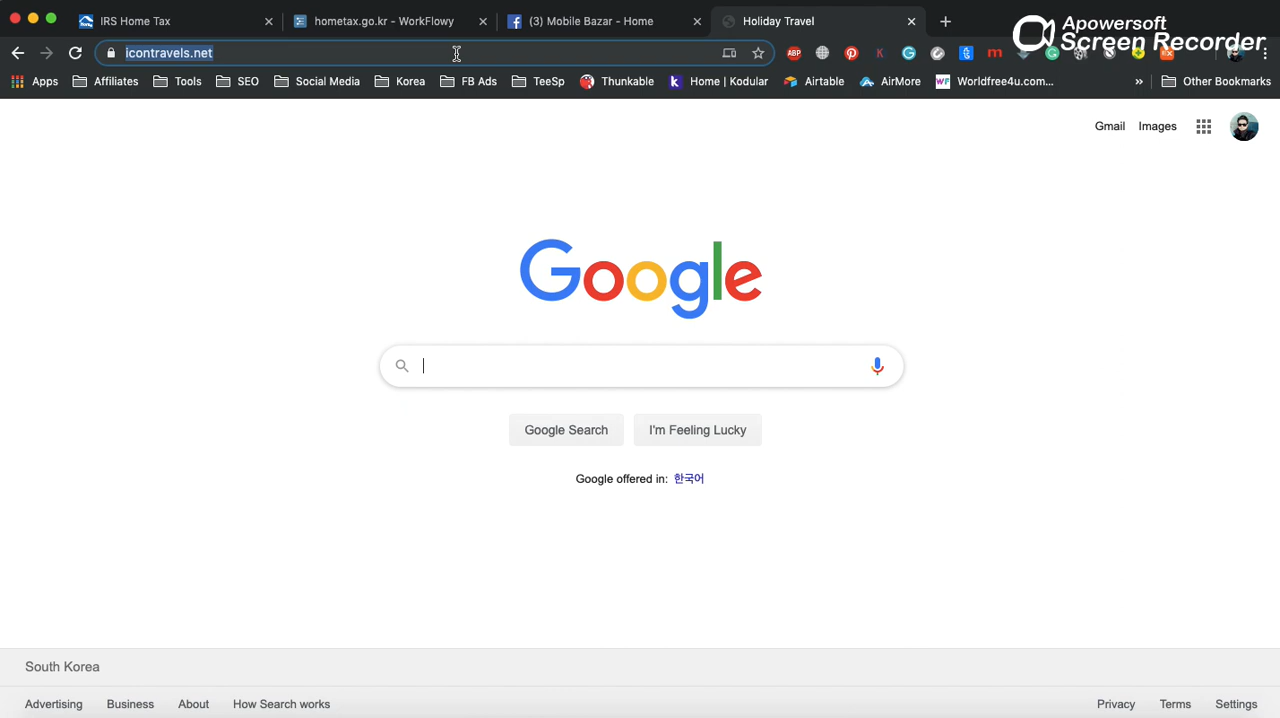 IRS Home Tax
hometax.go.kr - WorkFlowy
(3) Mobile Bazar - Home
Holiday Travel
Apowersoft
Screen Recorder
icontravels.net
ABP
Apps
Affiliates
Tools
SEO
Social Media
Korea
FB Ads
TeeSp
Thunkable
Home | Kodular
Airtable
AirMore
Worldfree4u.com...
»
Other Bookmarks
Gmail
Images
Google
Google Search
I'm Feeling Lucky
Google offered in: 한국어
South Korea
Advertising
Business
About
How Search works
Privacy
Terms
Settings